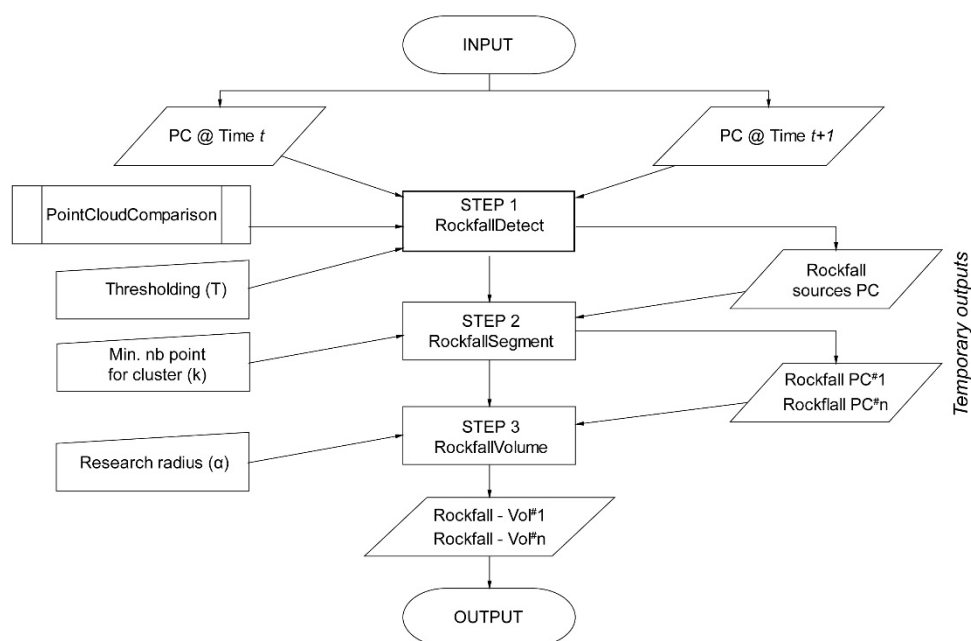 INPUT
PC @ Time t
PC @ Time t+1
PointCloudComparison
STEP 1
RockfallDetect
Thresholding (T)
Rockfall
sources PC
Temporary outputs
STEP 2
RockfallSegment
Min. nb point
for cluster (k)
Rockfall PC#1
Rockflall PC#n
STEP 3
RockfallVolume
Research radius (α)
Rockfall - Vol#1
Rockfall - Vol#n
OUTPUT